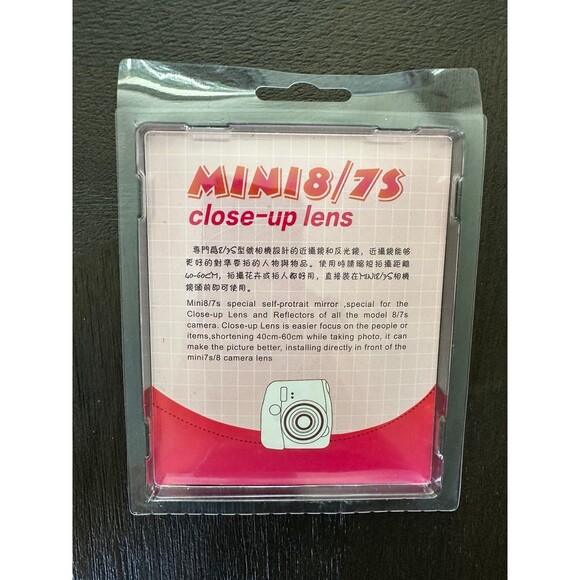 MINI8/7S
close-up lens
專門為8/7S型號相機設計的近攝鏡和反光鏡，近攝鏡能够
更好的對準要拍的人物與物品。使用時請縮短拍攝距離
40-60CM，拍攝花卉或拍人都好用，直接裝在MINI8/7S相機
鏡頭前即可使用。
Mini8/7s special self-protrait mirror ,special for the
Close-up Lens and Reflectors of all the model 8/7s
camera. Close-up Lens is easier focus on the people or
items,shortening 40cm-60cm while taking photo, it can
make the picture better, installing directly in front of the
mini7s/8 camera lens